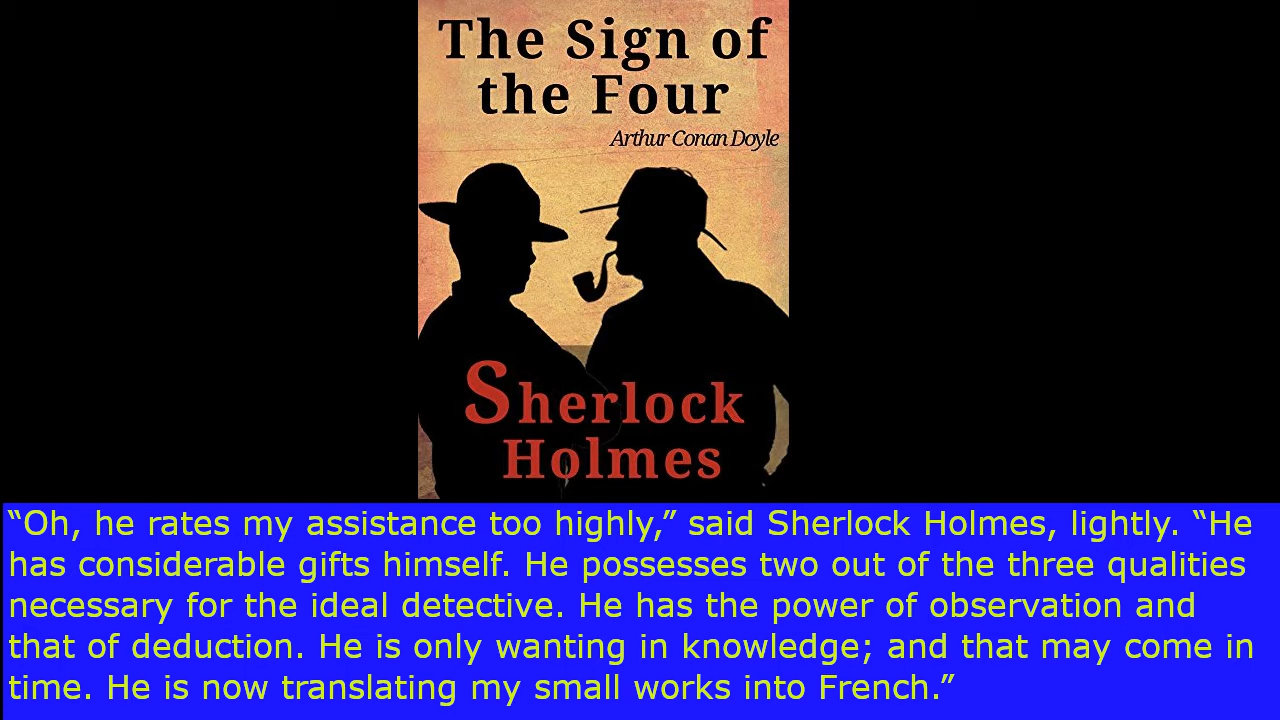 The Sign of
the Four
Arthur Conan Doyle
Sherlock
Holmes
“Oh, he rates my assistance too highly,” said Sherlock Holmes, lightly. “He
has considerable gifts himself. He possesses two out of the three qualities
necessary for the ideal detective. He has the power of observation and
that of deduction. He is only wanting in knowledge; and that may come in
time. He is now translating my small works into French.”